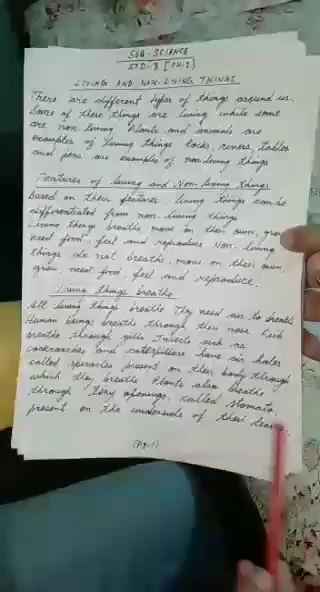 SUB-SCIENCE
STD-3 [CH-1]
LIVING AND NON-LIVING THINGS
There are different types of things around us.
Some of these things are living while some
are non living. Plants and animals are
examples of living things rocks, rivers, tables
and pens are examples of nonliving things
Features of living and Non-living things
Based on their features living things can be
differentiated from non-living things
Living things breathe move on their own, grow
need food, feel and reproduce Non-living
things do not breathe, move on their own,
grow, need food, feel and reproduce.
Living things breathe
All living things breathe They need air to breathe
Human beings breathe through their nose Fish
breathe through gills Insects such as
cockroaches and caterpillars have air holes
called spiracles present on their body through
which they breathe Plants also breathe
through tiny openings, called stomata,
present on the underside of their leaves.
(Pg-1)